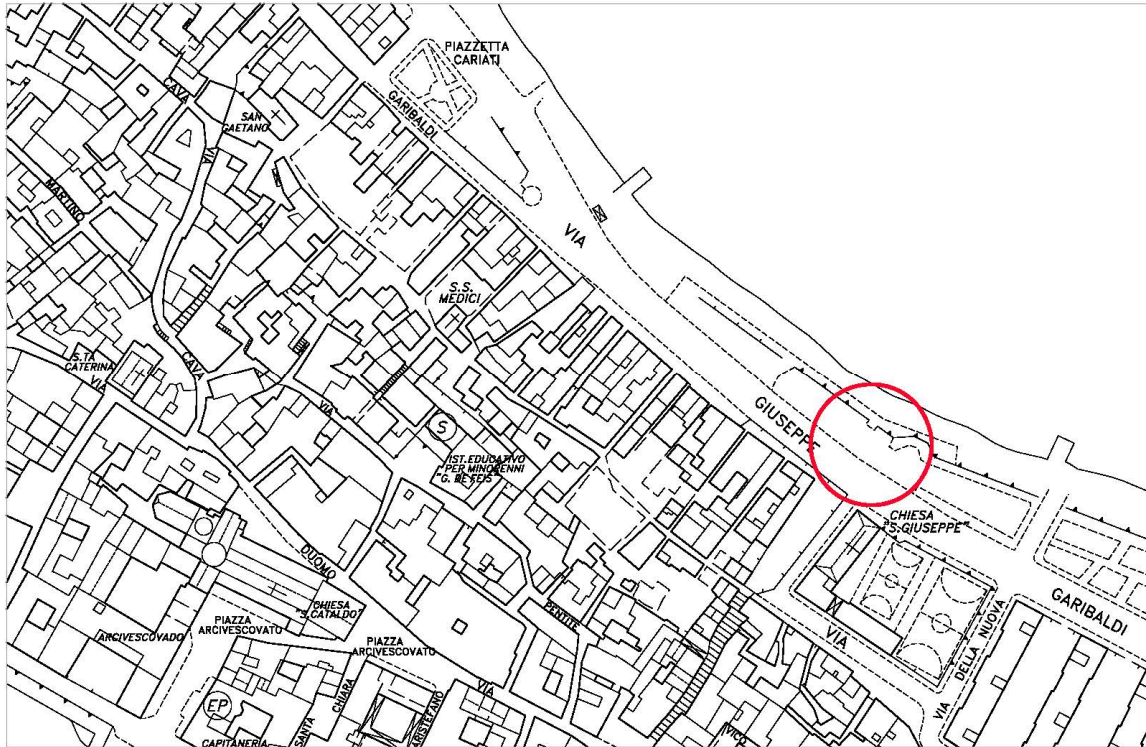 PIAZZETTA
CARIATI
CAVA
GARIBALDI
SAN
GAETANO
VIA
MARTINO
VIA
S.S.
MEDICI
S.TA
CATERINA
VIA
CAVA
VIA
GIUSEPPE
S
IST.EDUCATIVO
PER MINORENNI
"G. DE FEIS"
CHIESA
"S.GIUSEPPE"
DUOMO
CHIESA
"S.CATALDO"
PENTITE
GARIBALDI
PIAZZA
ARCIVESCOVATO
ARCIVESCOVADO
PIAZZA
ARCIVESCOVATO
VIA
VIA
DELLA
NUOVA
VIA
EP
SANTA
CHIARA
ARISTEFANO
VICO
CAPITANERIA